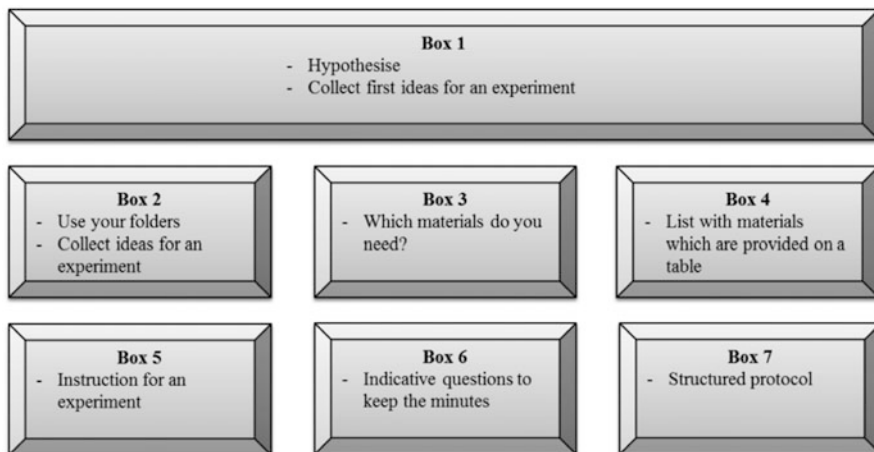 Box 1
- Hypothesise
- Collect first ideas for an experiment
Box 2
- Use your folders
- Collect ideas for an
experiment
Box 3
- Which materials do you
need?
Box 4
- List with materials
which are provided on a
table
Box 5
- Instruction for an
experiment
Box 6
- Indicative questions to
keep the minutes
Box 7
- Structured protocol